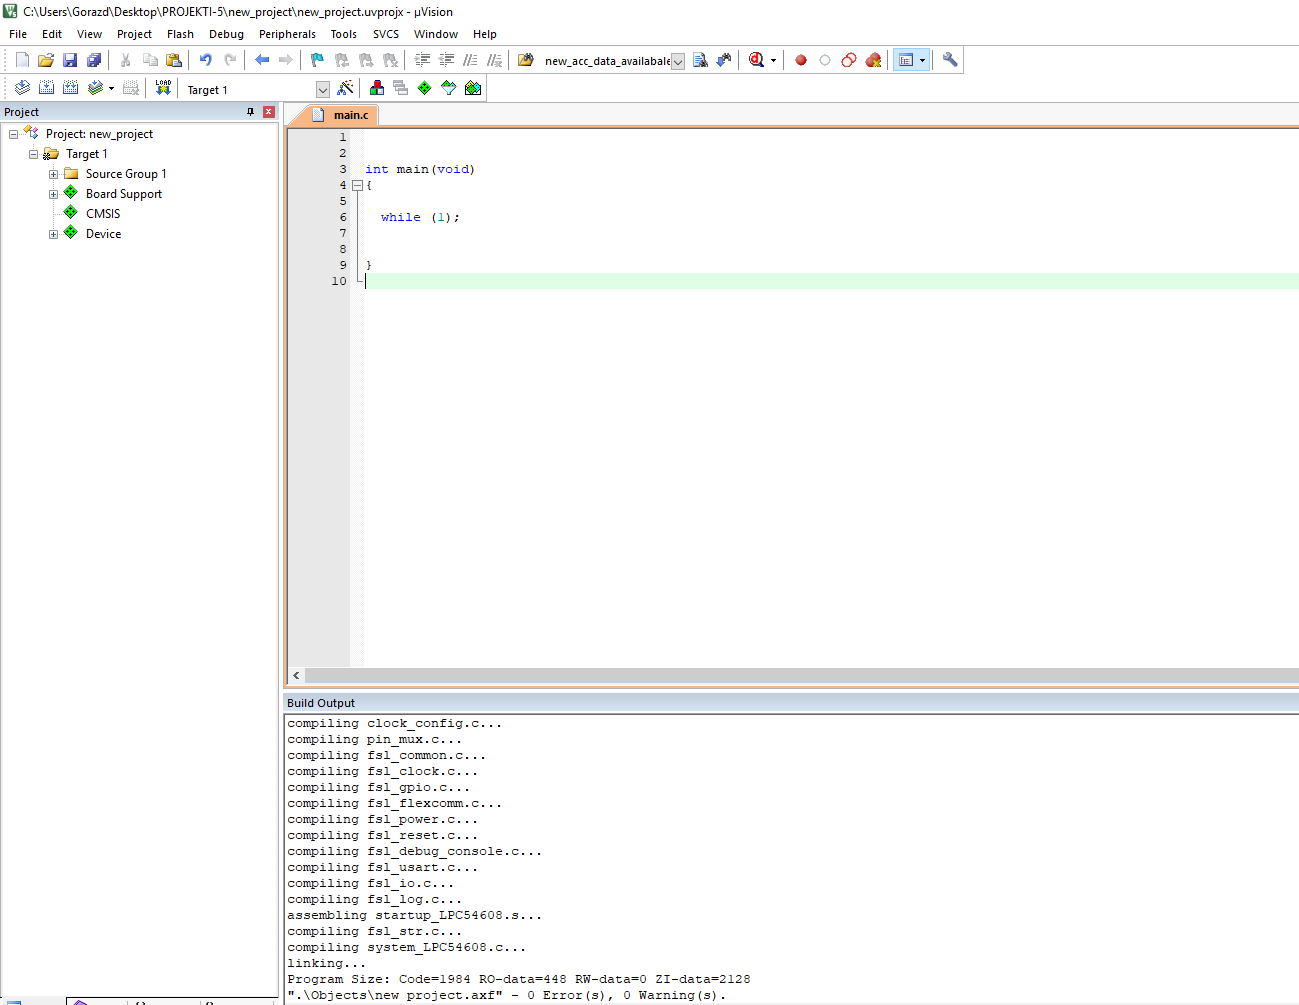 C:\Users\Gorazd\Desktop\PROJEKTI-5\new_project\new_project.uvprojx - µVision
File Edit View Project Flash Debug Peripherals Tools SVCS Window Help
new_acc_data_availabale
LOAD
Target 1
Project
Project: new_project
Target 1
Source Group 1
Board Support
CMSIS
Device
main.c
1
2
3 int main(void)
4 {
5
6 while (1);
7
8
9 }
10
Build Output
compiling clock_config.c...
compiling pin_mux.c...
compiling fsl_common.c...
compiling fsl_clock.c...
compiling fsl_gpio.c...
compiling fsl_flexcomm.c...
compiling fsl_power.c...
compiling fsl_reset.c...
compiling fsl_debug_console.c...
compiling fsl_usart.c...
compiling fsl_io.c...
compiling fsl_log.c...
assembling startup_LPC54608.s...
compiling fsl_str.c...
compiling system_LPC54608.c...
linking...
Program Size: Code=1984 RO-data=448 RW-data=0 ZI-data=2128
".\Objects\new_project.axf" - 0 Error(s), 0 Warning(s).